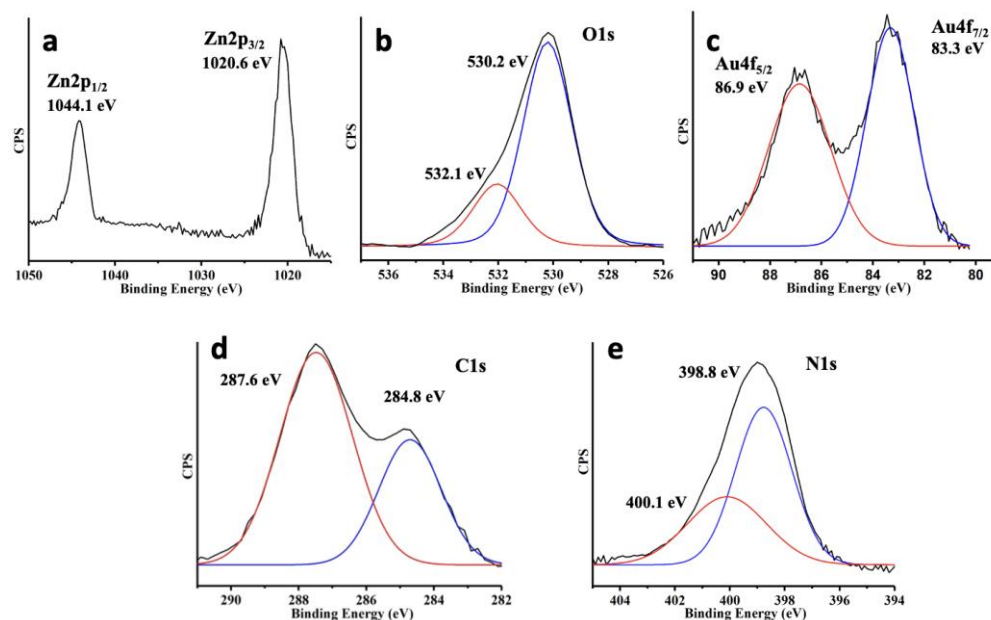 a
Zn2p1/2
1044.1 eV
Zn2p3/2
1020.6 eV
CPS
1050 1040 1030 1020
Binding Energy (eV)
b
O1s
530.2 eV
532.1 eV
CPS
536 534 532 530 528 526
Binding Energy (eV)
c
Au4f7/2
83.3 eV
Au4f5/2
86.9 eV
CPS
90 88 86 84 82 80
Binding Energy (eV)
d
C1s
287.6 eV
284.8 eV
CPS
290 288 286 284 282
Binding Energy (eV)
e
N1s
398.8 eV
400.1 eV
CPS
404 402 400 398 396 394
Binding Energy (eV)